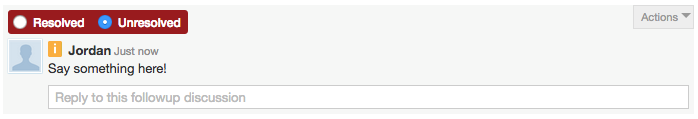 Resolved Unresolved Actions
i Jordan Just now
Say something here!
Reply to this followup discussion